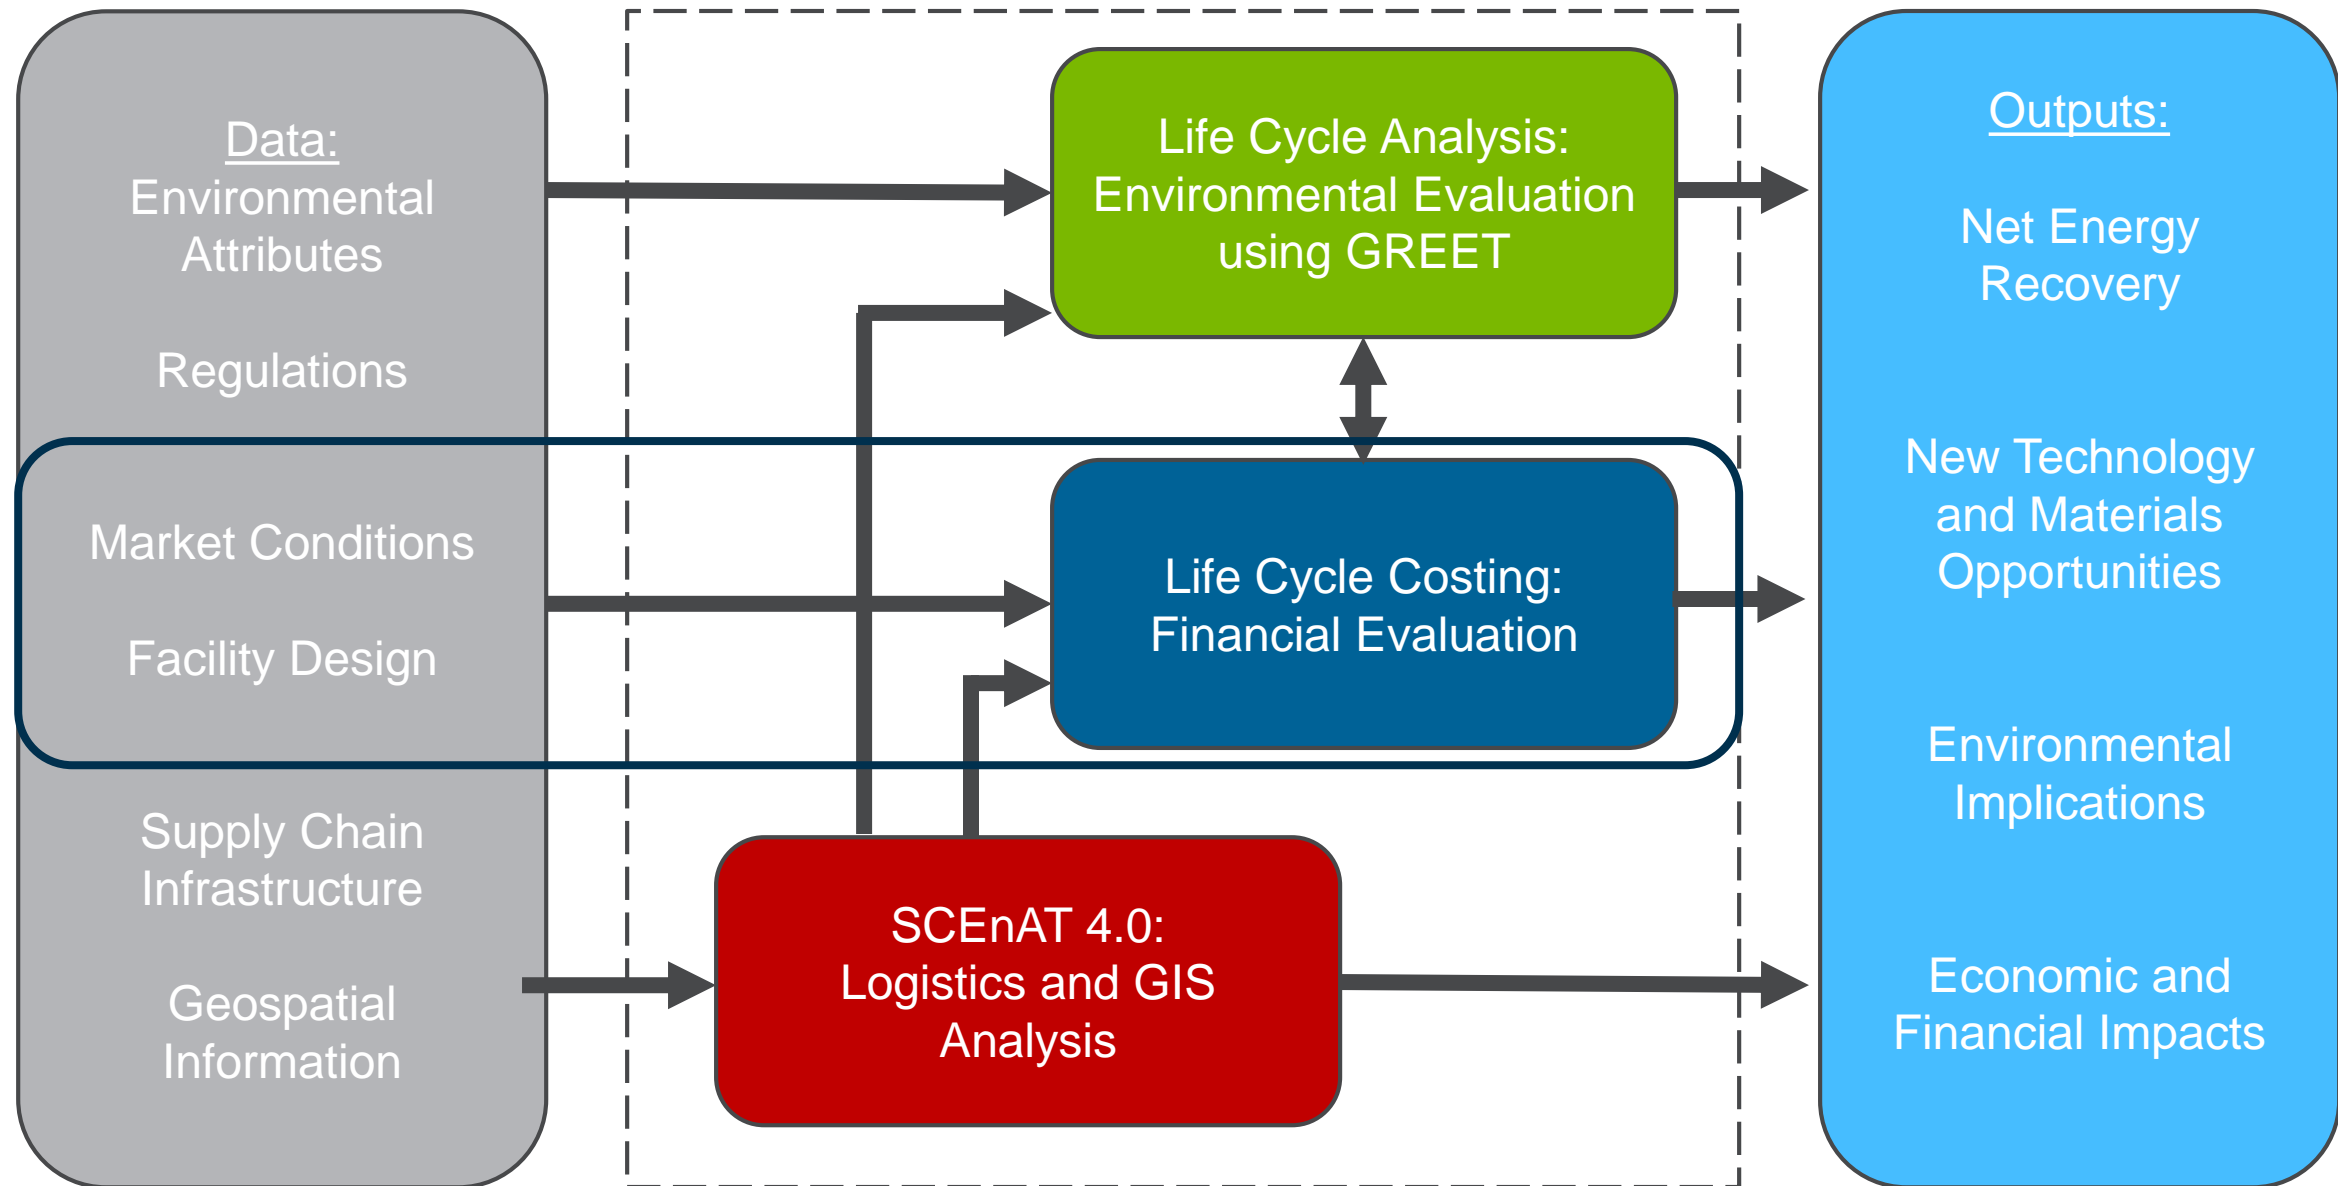 Data:
Environmental
Attributes
Regulations
Market Conditions
Facility Design
Supply Chain
Infrastructure
Geospatial
Information
Life Cycle Analysis:
Environmental Evaluation
using GREET
Life Cycle Costing:
Financial Evaluation
SCEnAT 4.0:
Logistics and GIS
Analysis
Outputs:
Net Energy
Recovery
New Technology
and Materials
Opportunities
Environmental
Implications
Economic and
Financial Impacts